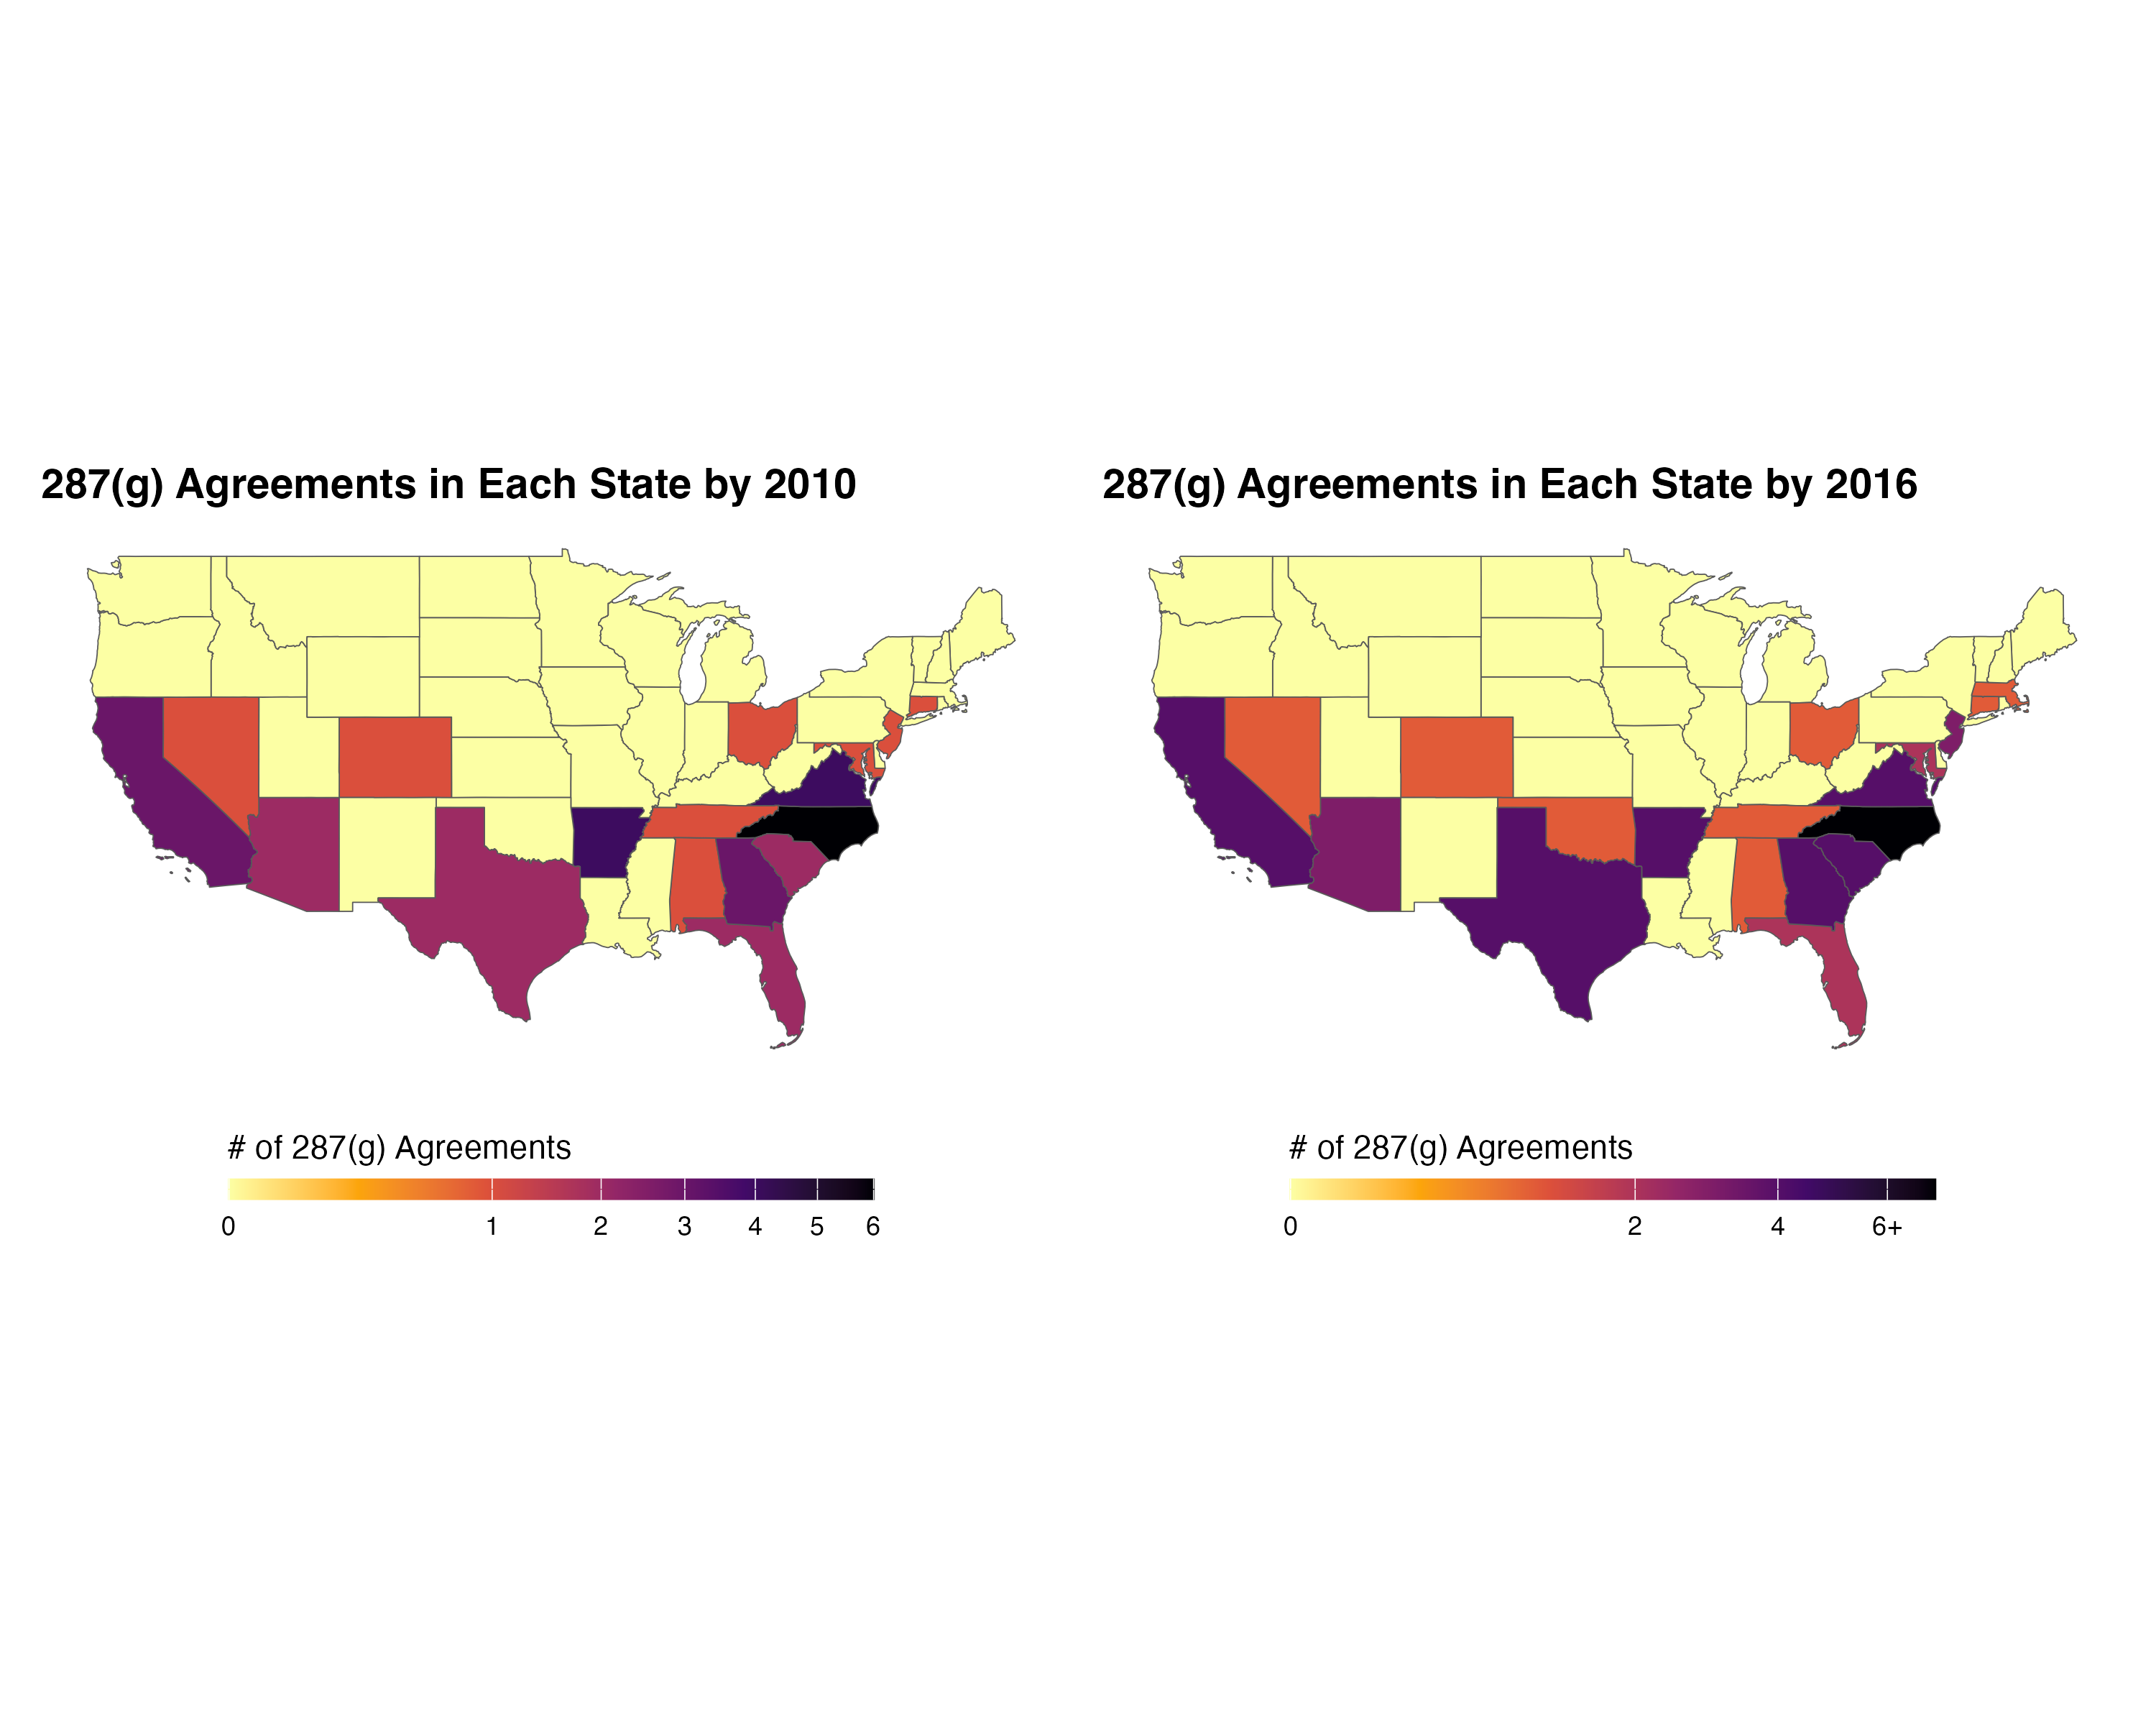 287(g) Agreements in Each State by 2010
# of 287(g) Agreements
0 1 2 3 4 5 6
287(g) Agreements in Each State by 2016
# of 287(g) Agreements
0 2 4 6+